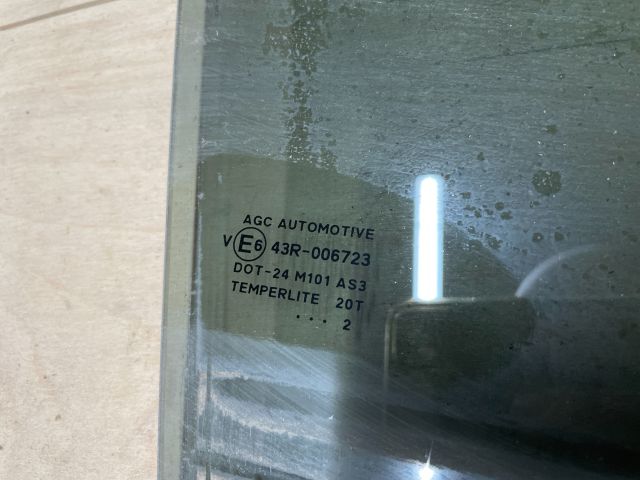 AGC AUTOMOTIVE
V E6 43R-006723
DOT-24 M101 AS3
TEMPERLITE 20T
... 2